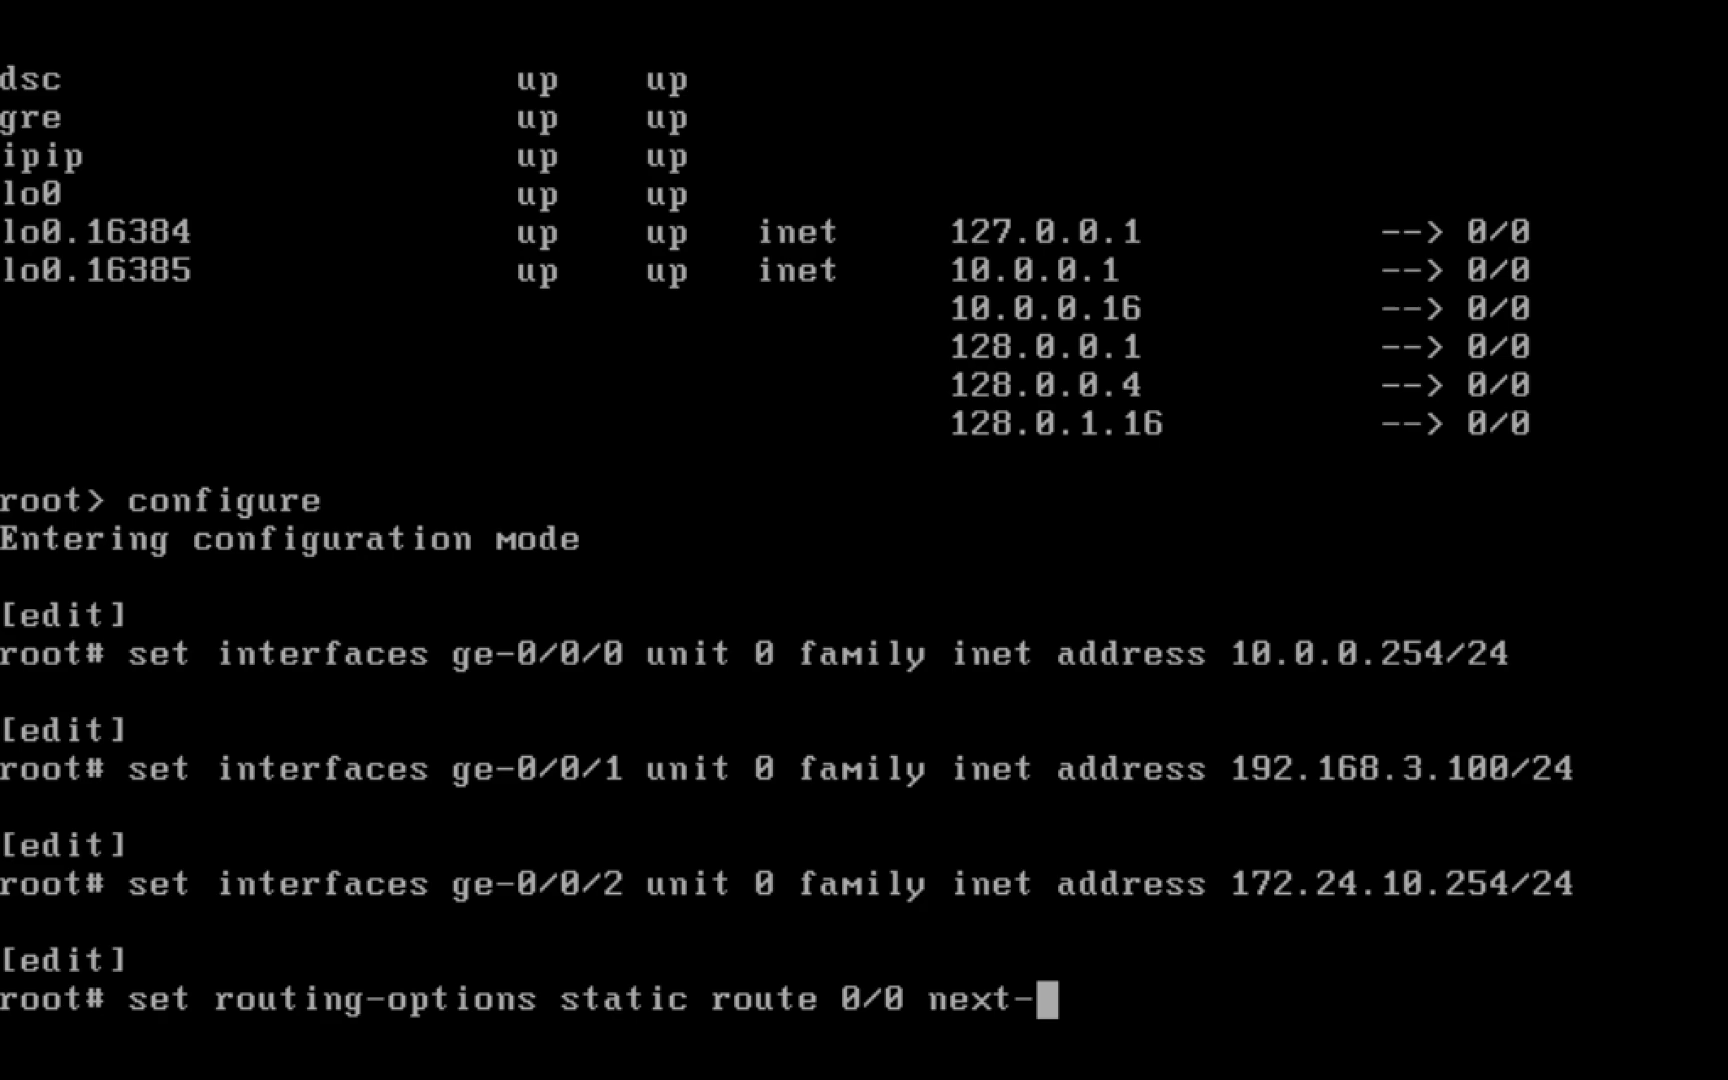 dsc up up
gre up up
ipip up up
lo0 up up
lo0.16384 up up inet 127.0.0.1 --> 0/0
lo0.16385 up up inet 10.0.0.1 --> 0/0
10.0.0.16 --> 0/0
128.0.0.1 --> 0/0
128.0.0.4 --> 0/0
128.0.1.16 --> 0/0
root> configure
Entering configuration mode
[edit]
root# set interfaces ge-0/0/0 unit 0 family inet address 10.0.0.254/24
[edit]
root# set interfaces ge-0/0/1 unit 0 family inet address 192.168.3.100/24
[edit]
root# set interfaces ge-0/0/2 unit 0 family inet address 172.24.10.254/24
[edit]
root# set routing-options static route 0/0 next-